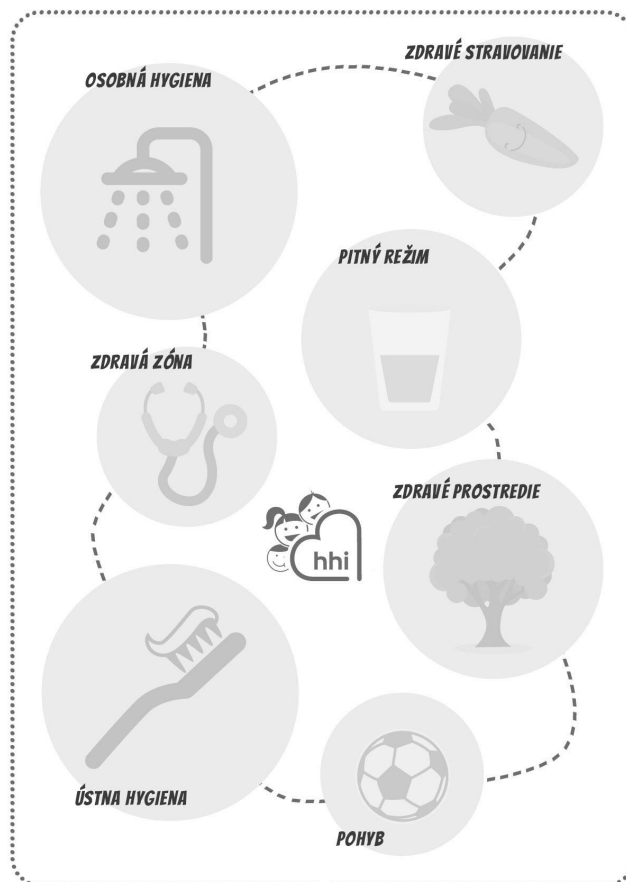 ZDRAVÉ STRAVOVANIE
OSOBNÁ HYGIENA
PITNÝ REŽIM
ZDRAVÁ ZÓNA
ZDRAVÉ PROSTREDIE
hhi
ÚSTNA HYGIENA
POHYB